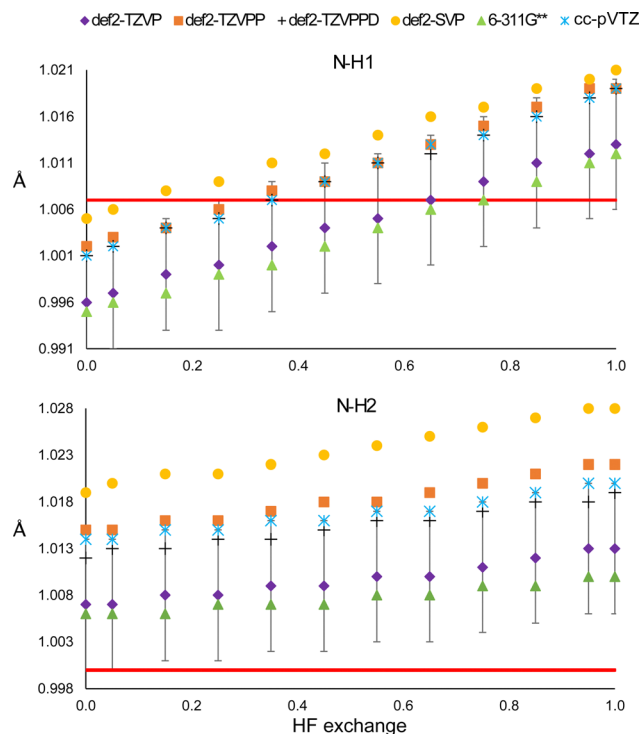 def2-TZVP def2-TZVPP def2-TZVPPD def2-SVP 6-311G** cc-pVTZ
N-H1
1.021
1.016
1.011
Å
1.006
1.001
0.996
0.991
0.0 0.2 0.4 0.6 0.8 1.0
N-H2
1.028
1.023
1.018
Å
1.013
1.008
1.003
0.998
0.0 0.2 0.4 0.6 0.8 1.0
HF exchange